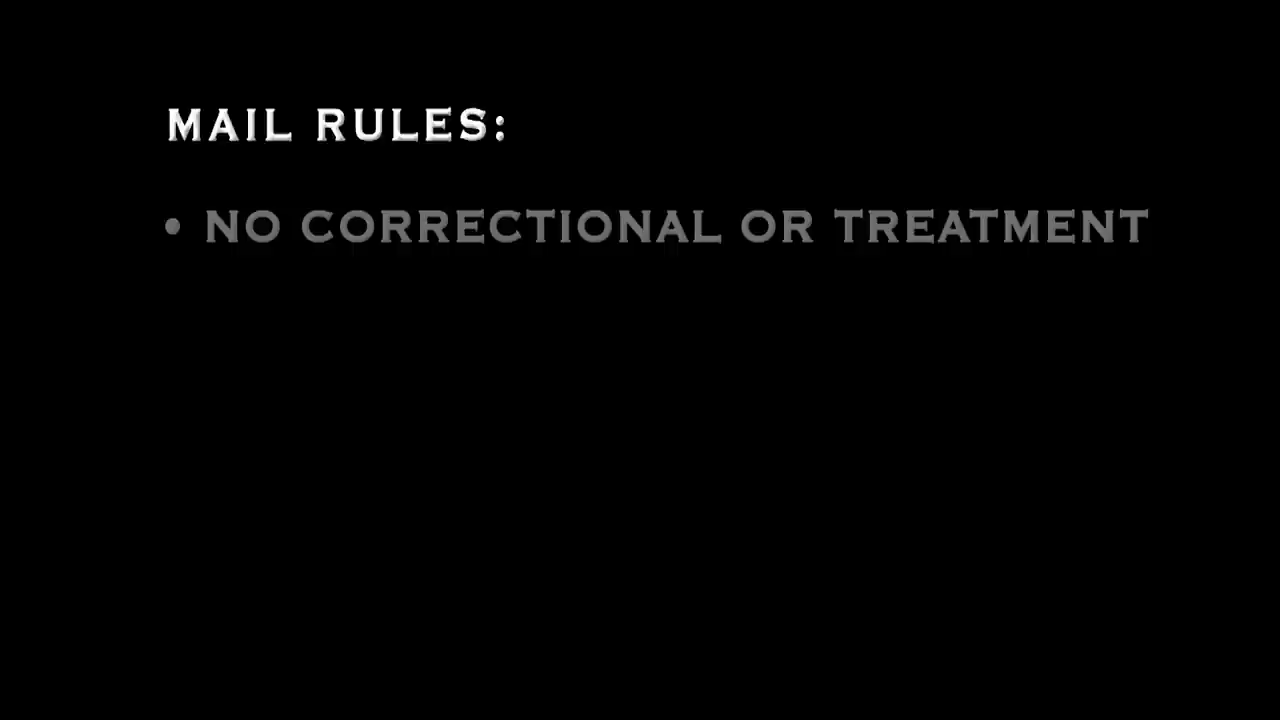 MAIL RULES:
• NO CORRECTIONAL OR TREATMENT